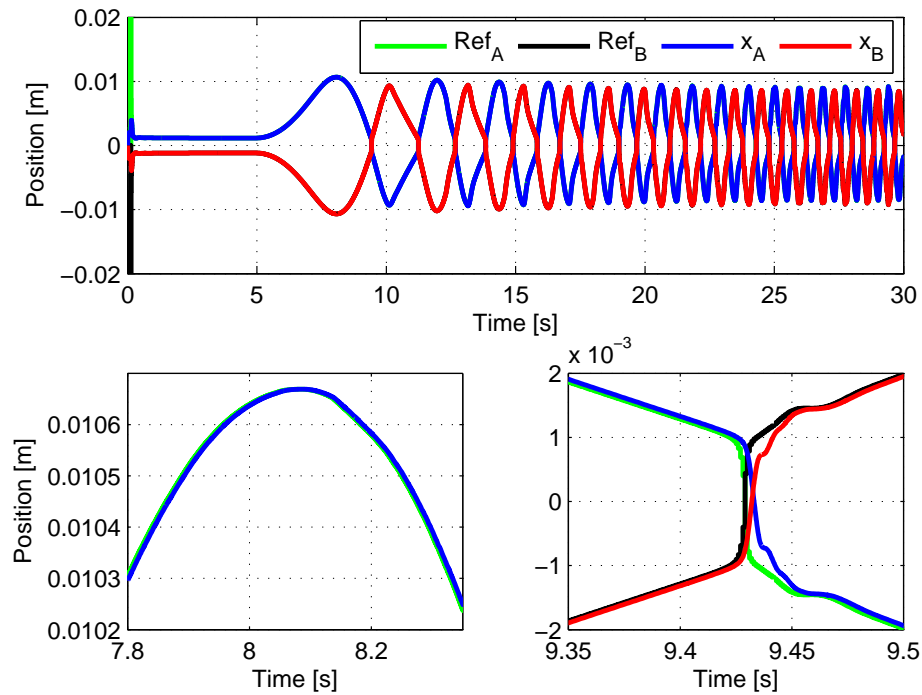 0.02
0.01
0
−0.01
−0.02
Position [m]
Ref_A Ref_B x_A x_B
0 5 10 15 20 25 30
Time [s]
0.0106
0.0105
0.0104
0.0103
0.0102
Position [m]
7.8 8 8.2
Time [s]
x 10^−3
2
1
0
−1
−2
9.35 9.4 9.45 9.5
Time [s]